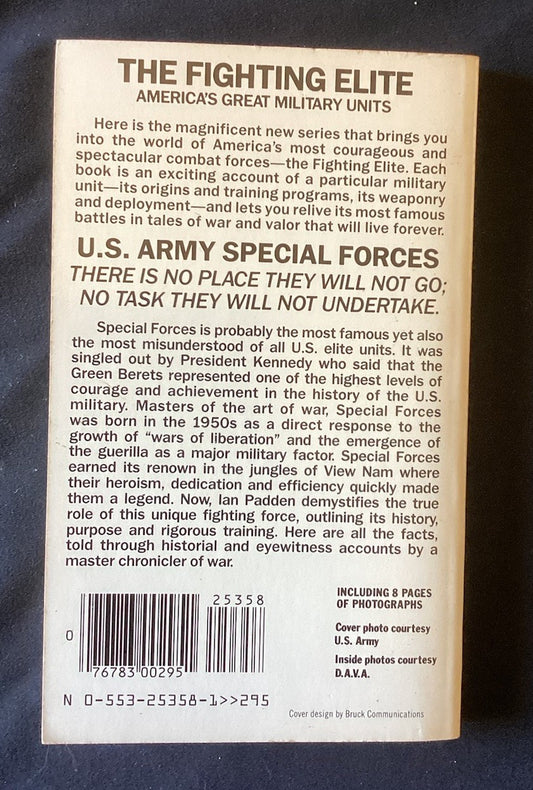 THE FIGHTING ELITE
AMERICA'S GREAT MILITARY UNITS
Here is the magnificent new series that brings you
into the world of America's most courageous and
spectacular combat forces—the Fighting Elite. Each
book is an exciting account of a particular military
unit—its origins and training programs, its weaponry
and deployment—and lets you relive its most famous
battles in tales of war and valor that will live forever.
U.S. ARMY SPECIAL FORCES
THERE IS NO PLACE THEY WILL NOT GO;
NO TASK THEY WILL NOT UNDERTAKE.
Special Forces is probably the most famous yet also
the most misunderstood of all U.S. elite units. It was
singled out by President Kennedy who said that the
Green Berets represented one of the highest levels of
courage and achievement in the history of the U.S.
military. Masters of the art of war, Special Forces
was born in the 1950s as a direct response to the
growth of "wars of liberation" and the emergence of
the guerilla as a major military factor. Special Forces
earned its renown in the jungles of View Nam where
their heroism, dedication and efficiency quickly made
them a legend. Now, Ian Padden demystifies the true
role of this unique fighting force, outlining its history,
purpose and rigorous training. Here are all the facts,
told through historial and eyewitness accounts by a
master chronicler of war.
25358
0
76783 00295
N 0-553-25358-1>>295
INCLUDING 8 PAGES
OF PHOTOGRAPHS
Cover photo courtesy
U.S. Army
Inside photos courtesy
D.A.V.A.
Cover design by Bruck Communications